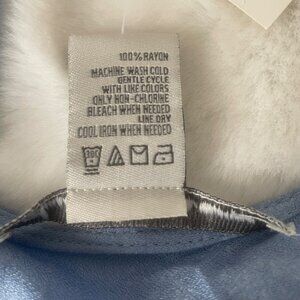 100% RAYON
MACHINE WASH COLD
GENTLE CYCLE
WITH LIKE COLORS
ONLY NON-CHLORINE
BLEACH WHEN NEEDED
LINE DRY
COOL IRON WHEN NEEDED